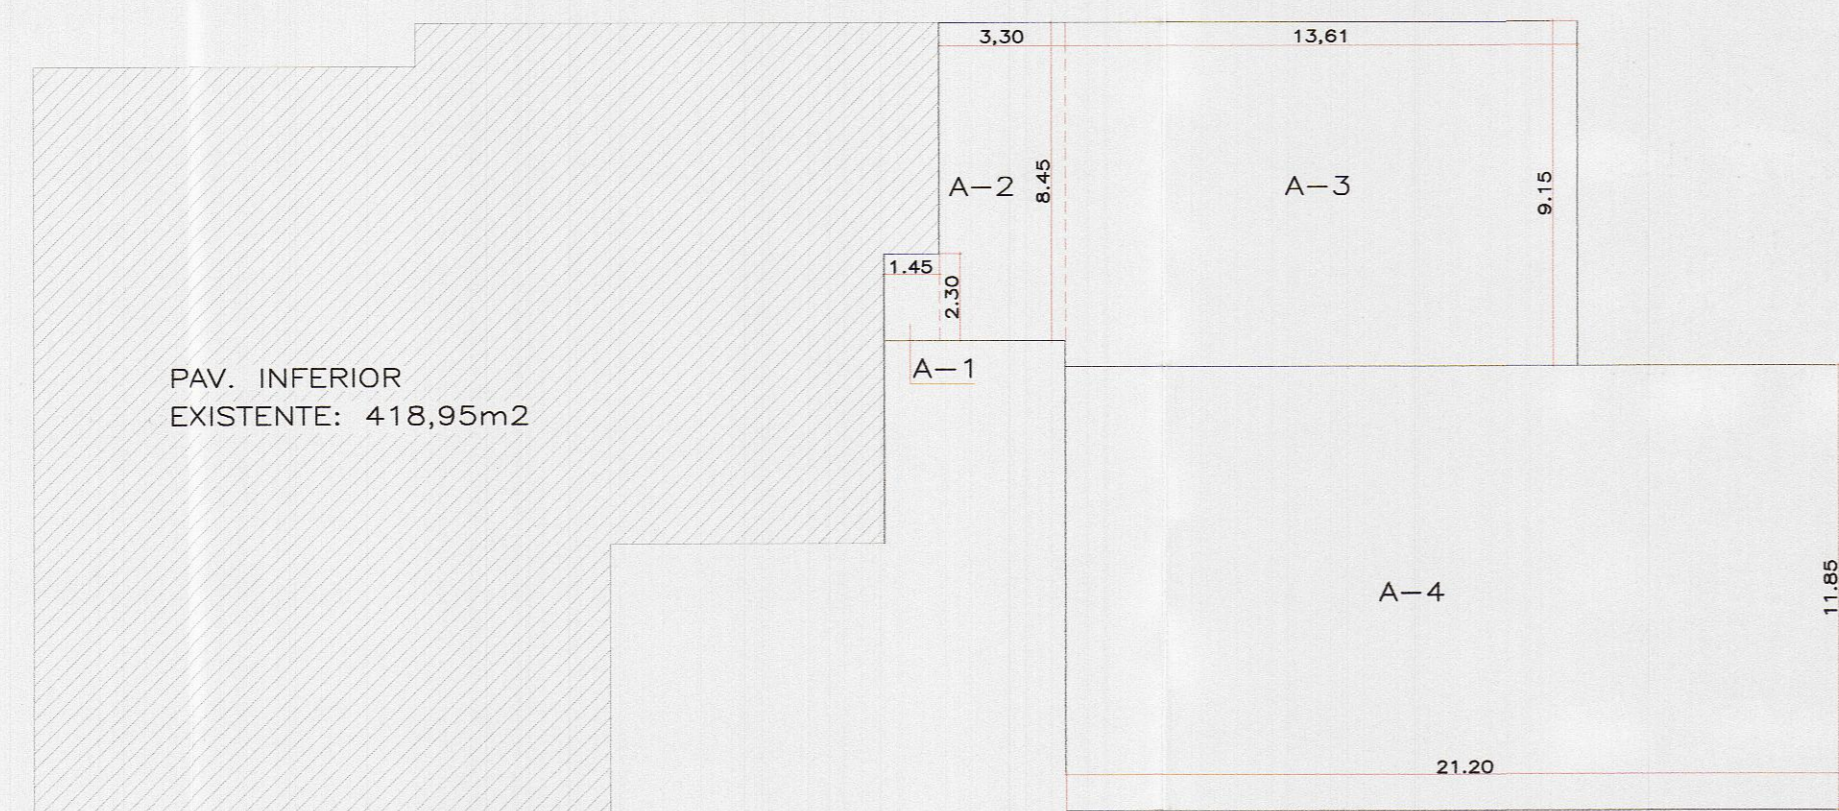 3,30
13,61
A-2
8.45
A-3
9.15
1.45
2.30
A-1
PAV. INFERIOR
EXISTENTE: 418,95m2
A-4
11.85
21.20